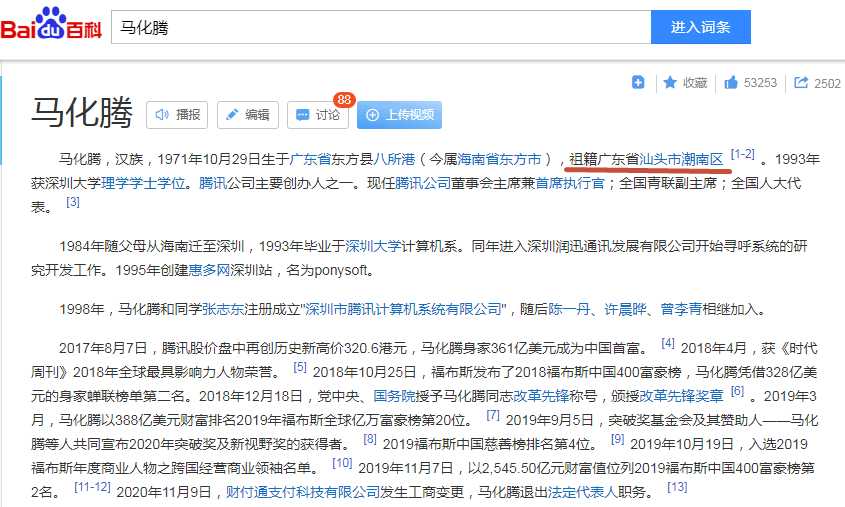 Bai du 百科
马化腾
进入词条
收藏
53253
2502
马化腾
播报
编辑
讨论
88
上传视频
马化腾，汉族，1971年10月29日生于广东省东方县八所港（今属海南省东方市），祖籍广东省汕头市潮南区 [1-2] 。1993年
获深圳大学理学学士学位。腾讯公司主要创办人之一。现任腾讯公司董事会主席兼首席执行官；全国青联副主席；全国人大代
表。 [3]
1984年随父母从海南迁至深圳，1993年毕业于深圳大学计算机系。同年进入深圳润迅通讯发展有限公司开始寻呼系统的研
究开发工作。1995年创建惠多网深圳站，名为ponysoft。
1998年，马化腾和同学张志东注册成立"深圳市腾讯计算机系统有限公司"，随后陈一丹、许晨晔、曾李青相继加入。
2017年8月7日，腾讯股价盘中再创历史新高价320.6港元，马化腾身家361亿美元成为中国首富。 [4] 2018年4月，获《时代
周刊》2018年全球最具影响力人物荣誉。 [5] 2018年10月25日，福布斯发布了2018福布斯中国400富豪榜，马化腾凭借328亿美
元的身家蝉联榜单第二名。2018年12月18日，党中央、国务院授予马化腾同志改革先锋称号，颁授改革先锋奖章 [6] 。2019年3
月，马化腾以388亿美元财富排名2019年福布斯全球亿万富豪榜第20位。 [7] 2019年9月5日，突破奖基金会及其赞助人——马化
腾等人共同宣布2020年突破奖及新视野奖的获得者。 [8] 2019福布斯中国慈善榜排名第4位。 [9] 2019年10月19日，入选2019
福布斯年度商业人物之跨国经营商业领袖名单。 [10] 2019年11月7日，以2,545.50亿元财富值位列2019福布斯中国400富豪榜第
2名。 [11-12] 2020年11月9日，财付通支付科技有限公司发生工商变更，马化腾退出法定代表人职务。 [13]